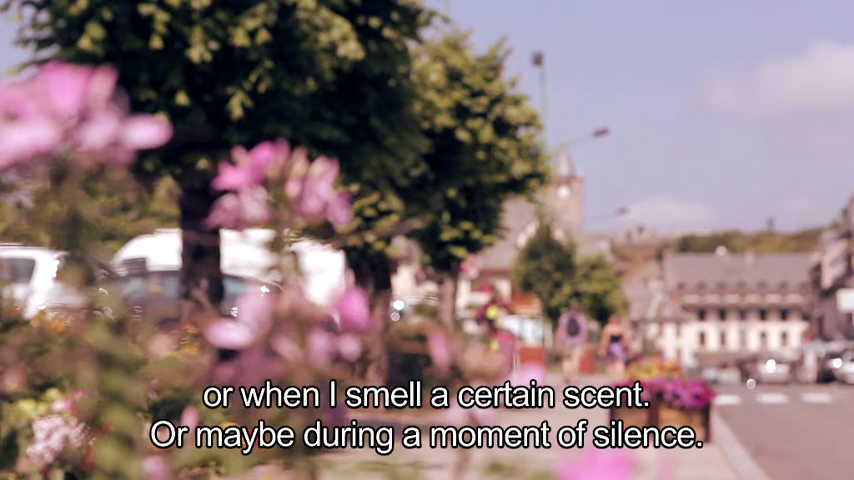 or when I smell a certain scent.
Or maybe during a moment of silence.